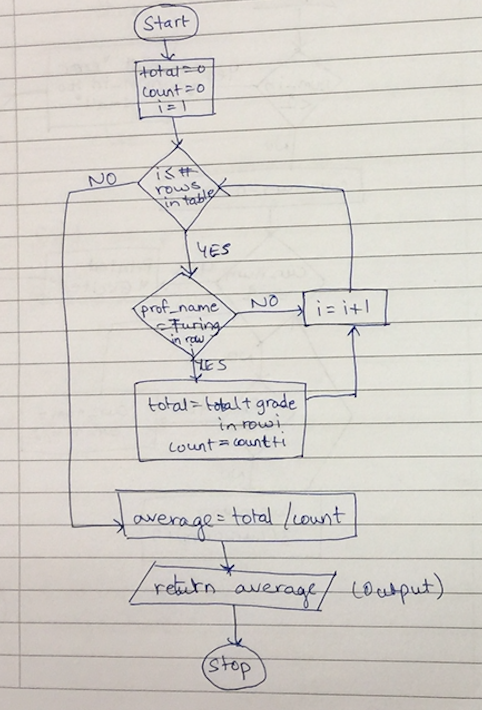 Start
total=0
count=0
i=1
i≤#
rows
in table
NO
YES
prof_name
=Turing
in row
i
NO
i=i+1
YES
total=total+grade
in row i
count=count+i
average=total/count
return average
(output)
Stop